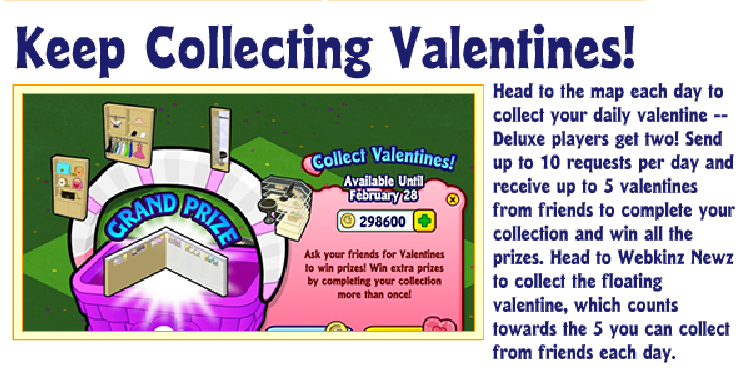 Keep Collecting Valentines!
Head to the map each day to
collect your daily valentine --
Deluxe players get two! Send
up to 10 requests per day and
receive up to 5 valentines
from friends to complete your
collection and win all the
prizes. Head to Webkinz Newz
to collect the floating
valentine, which counts
towards the 5 you can collect
from friends each day.
Collect Valentines!
Available Until
February 28
298600
GRAND PRIZE
Ask your friends for Valentines
to win prizes! Win extra prizes
by completing your collection
more than once!